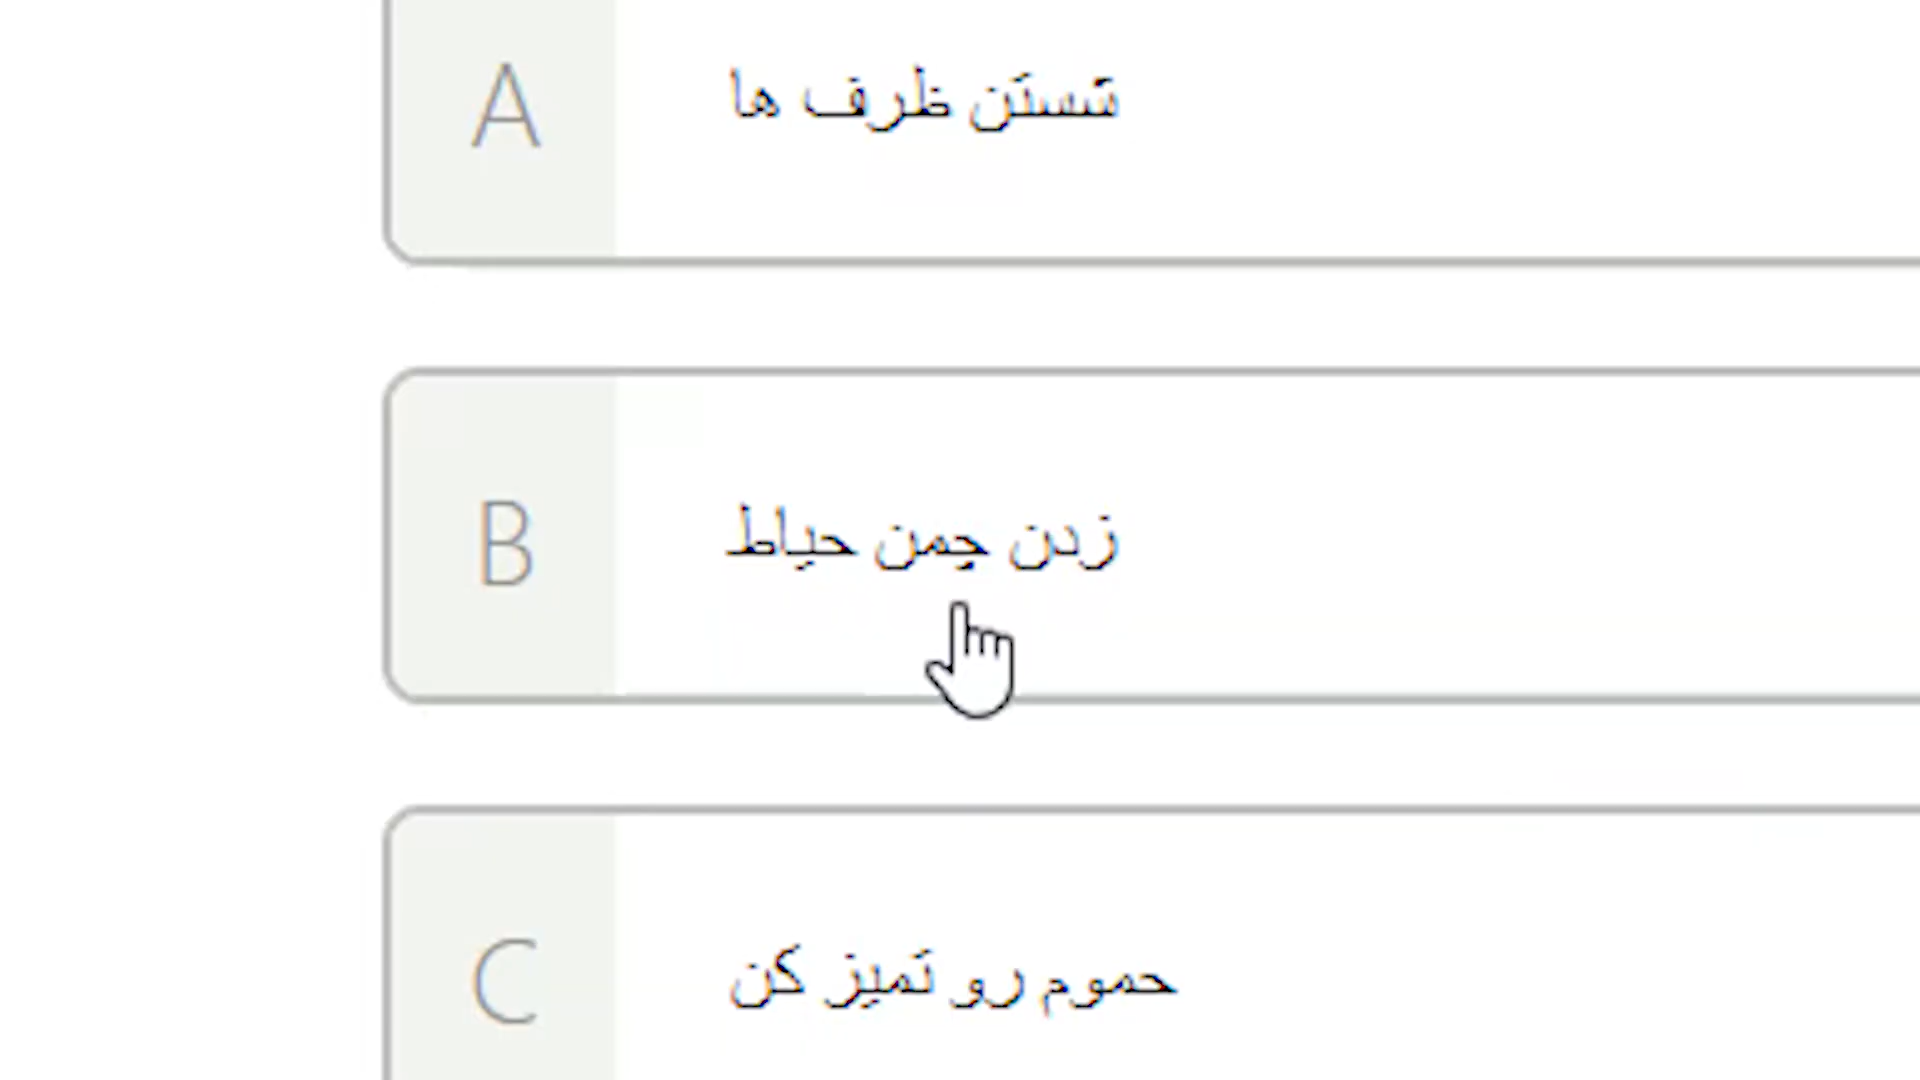 A
شستن ظرف ها
B
زدن چمن حیاط
C
حموم رو تمیز کن